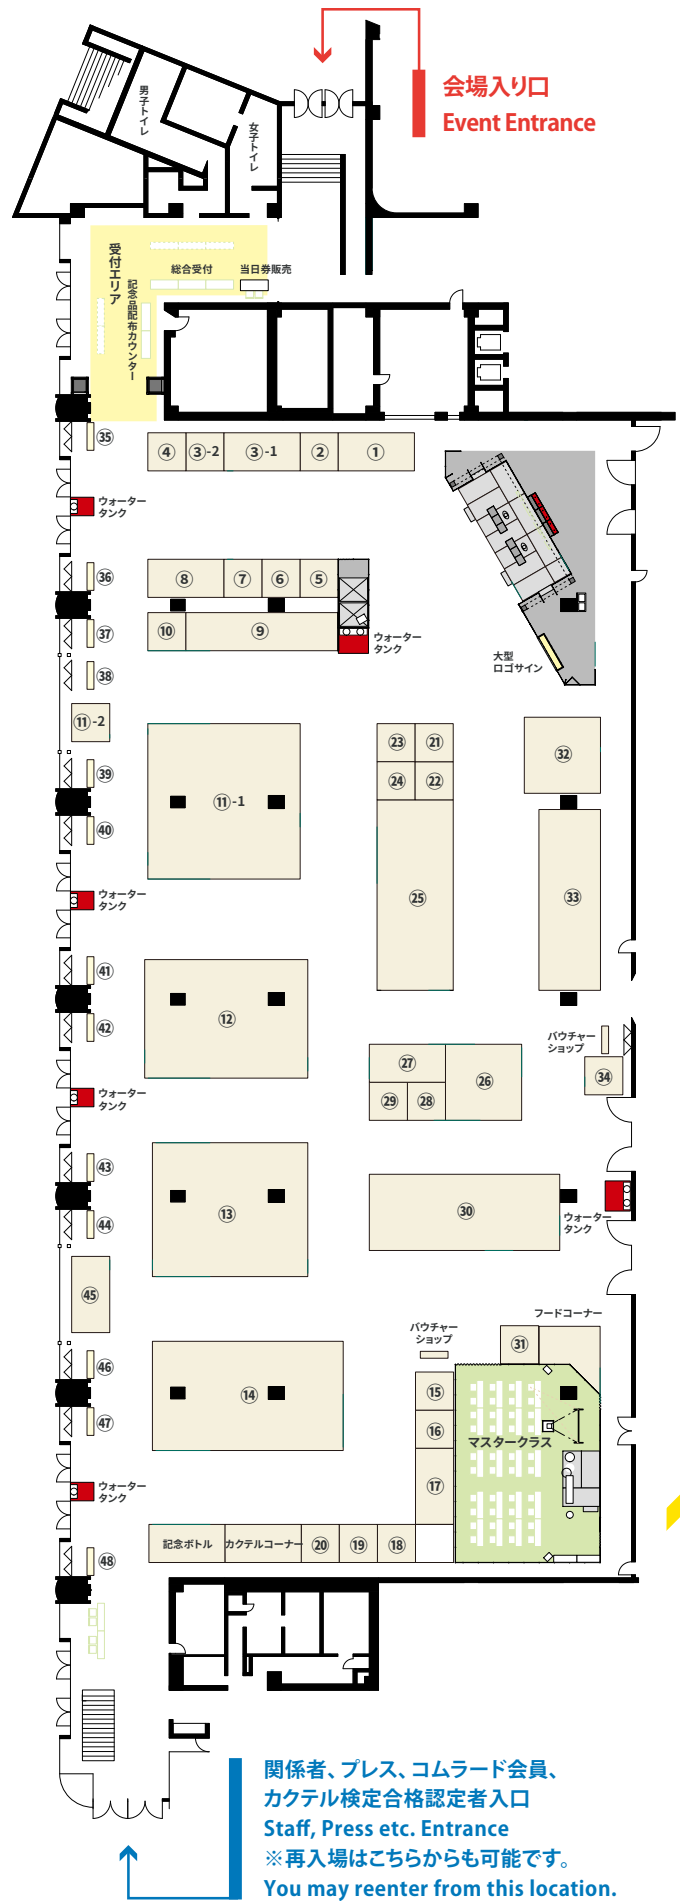 会場入り口
Event Entrance
男子トイレ
女子トイレ
受付エリア
総合受付
当日券販売
記念品配布カウンター
㉟
④
③-2
③-1
②
①
ウォーター
タンク
㊱
⑧
⑦
⑥
⑤
㊲
⑩
⑨
ウォーター
タンク
大型
ロゴサイン
㊳
⑪-2
㉓
㉑
㉜
㊴
㉔
㉒
⑪-1
㊵
ウォーター
タンク
㉕
㉝
㊶
⑫
㊷
バウチャー
ショップ
㉗
㉖
㉞
ウォーター
タンク
㉙
㉘
㊸
⑬
㊹
㉚
ウォーター
タンク
㊺
フードコーナー
バウチャー
ショップ
㉛
㊻
⑭
⑮
㊼
⑯
マスタークラス
ウォーター
タンク
⑰
記念ボトル
カクテルコーナー
⑳
⑲
⑱
㊽
関係者、プレス、コムラード会員、
カクテル検定合格認定者入口
Staff, Press etc. Entrance
※再入場はこちらからも可能です。
You may reenter from this location.